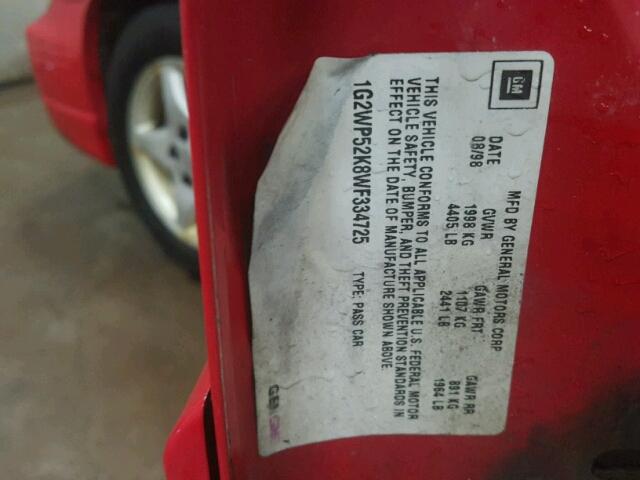 GM
MFD BY GENERAL MOTORS CORP
DATE GVWR GAWR FRT GAWR RR
08/98 1998 KG 1107 KG 891 KG
4405 LB 2441 LB 1964 LB
THIS VEHICLE CONFORMS TO ALL APPLICABLE U.S. FEDERAL MOTOR
VEHICLE SAFETY, BUMPER, AND THEFT PREVENTION STANDARDS IN
EFFECT ON THE DATE OF MANUFACTURE SHOWN ABOVE.
1G2WP52K8WF334725 TYPE: PASS CAR